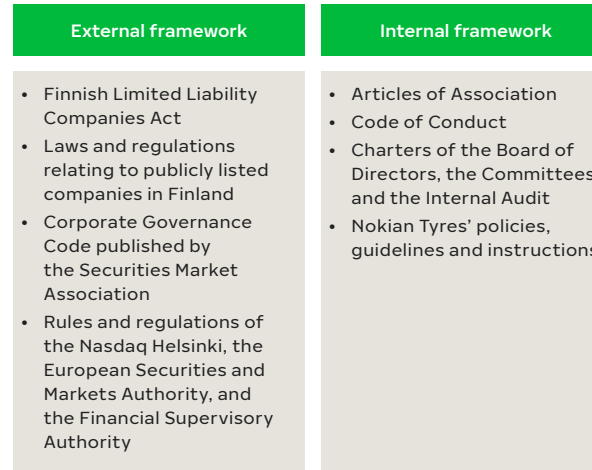 External framework
• Finnish Limited Liability
Companies Act
• Laws and regulations
relating to publicly listed
companies in Finland
• Corporate Governance
Code published by
the Securities Market
Association
• Rules and regulations of
the Nasdaq Helsinki, the
European Securities and
Markets Authority, and
the Financial Supervisory
Authority
Internal framework
• Articles of Association
• Code of Conduct
• Charters of the Board of
Directors, the Committees
and the Internal Audit
• Nokian Tyres’ policies,
guidelines and instructions